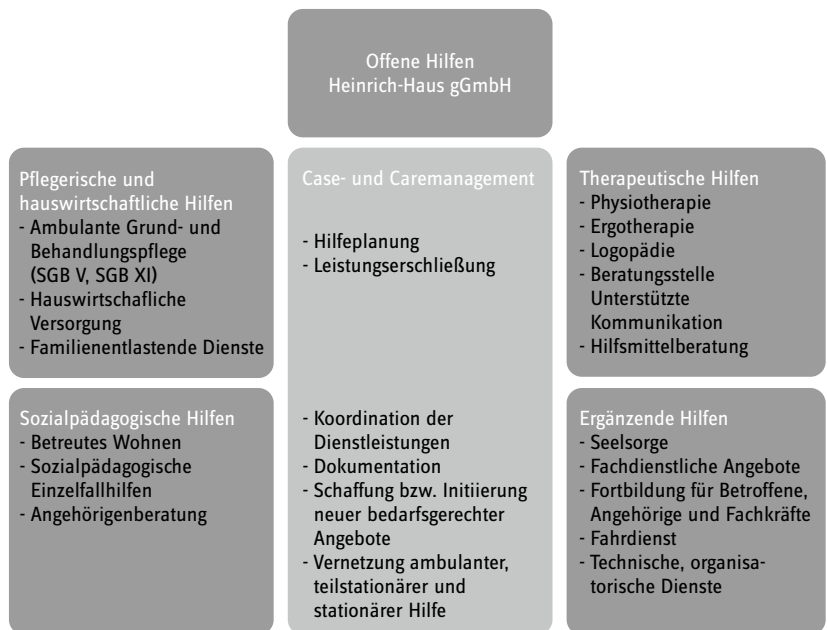 Offene Hilfen
Heinrich-Haus gGmbH
Pflegerische und
hauswirtschaftliche Hilfen
- Ambulante Grund- und
Behandlungspflege
(SGB V, SGB XI)
- Hauswirtschafliche
Versorgung
- Familienentlastende Dienste
Case- und Caremanagement
- Hilfeplanung
- Leistungserschließung
- Koordination der
Dienstleistungen
- Dokumentation
- Schaffung bzw. Initiierung
neuer bedarfsgerechter
Angebote
- Vernetzung ambulanter,
teilstationärer und
stationärer Hilfe
Therapeutische Hilfen
- Physiotherapie
- Ergotherapie
- Logopädie
- Beratungsstelle
Unterstützte
Kommunikation
- Hilfsmittelberatung
Sozialpädagogische Hilfen
- Betreutes Wohnen
- Sozialpädagogische
Einzelfallhilfen
- Angehörigenberatung
Ergänzende Hilfen
- Seelsorge
- Fachdienstliche Angebote
- Fortbildung für Betroffene,
Angehörige und Fachkräfte
- Fahrdienst
- Technische, organisa-
torische Dienste